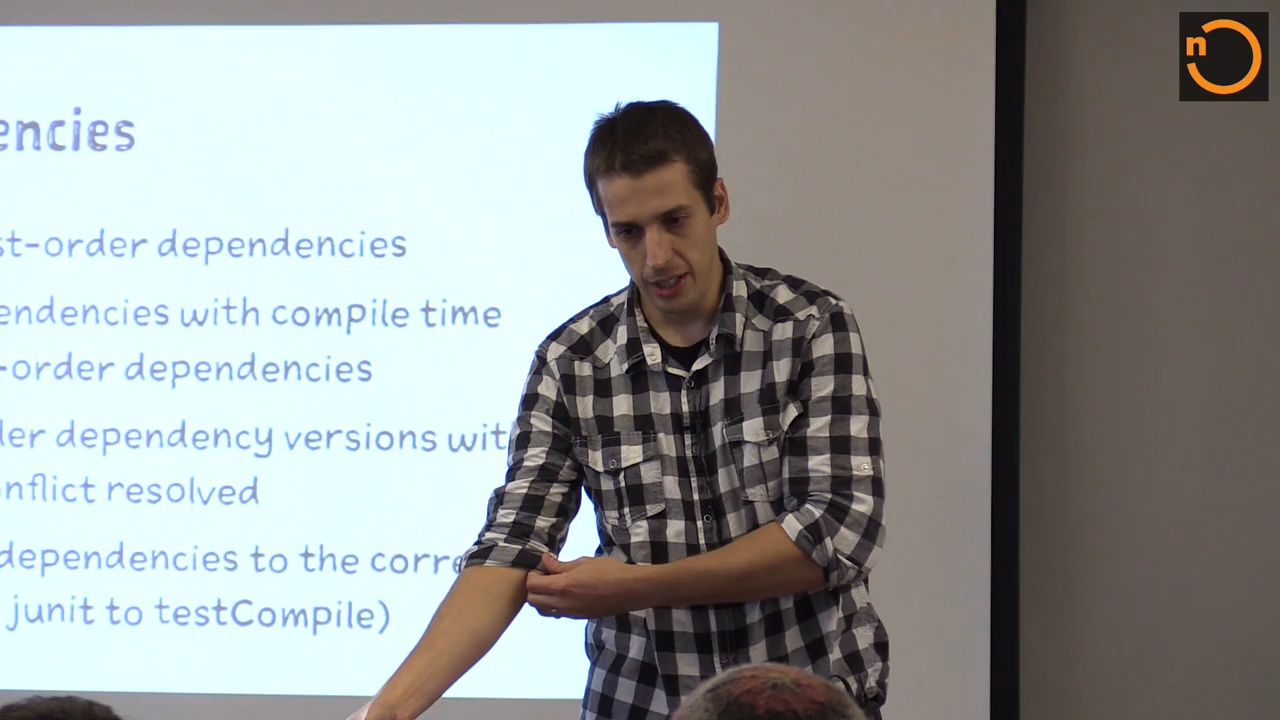 encies
st-order dependencies
endencies with compile time
-order dependencies
der dependency versions wit
onflict resolved
dependencies to the corre
junit to testCompile)
n